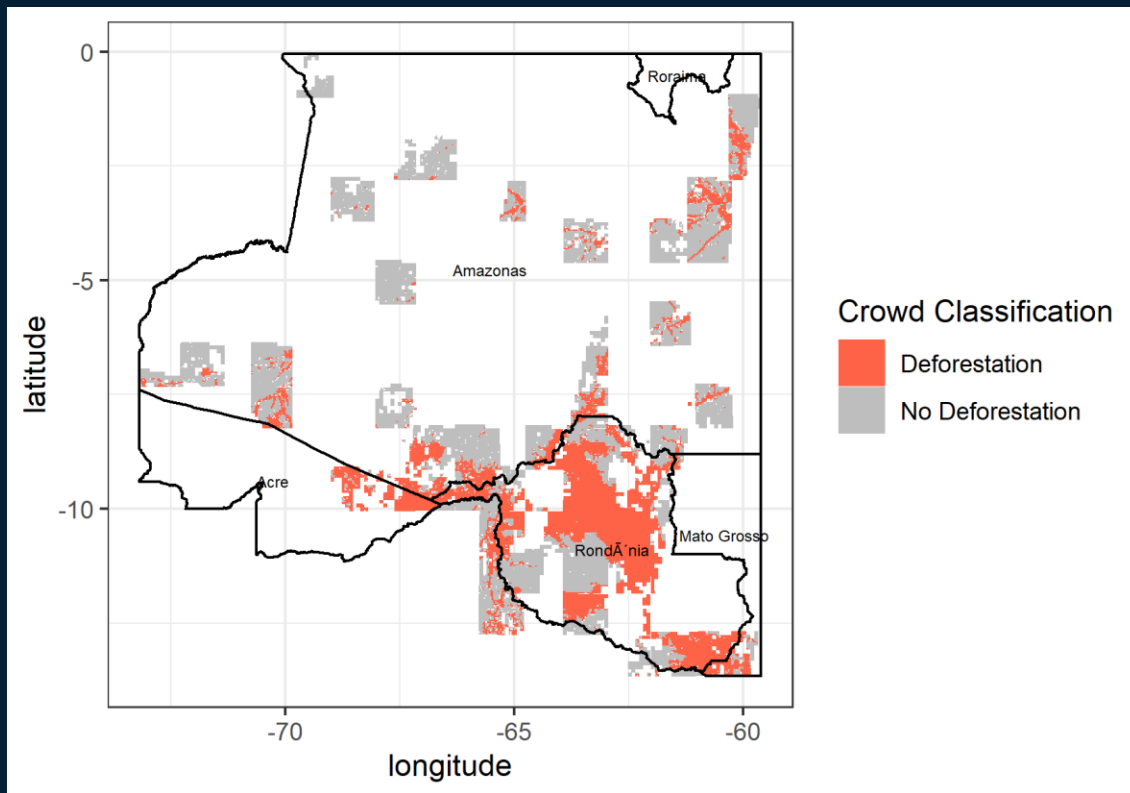 0
-5
-10
latitude
-70
-65
-60
longitude
Roraima
Amazonas
Acre
Mato Grosso
RondÃ´nia
Crowd Classification
Deforestation
No Deforestation